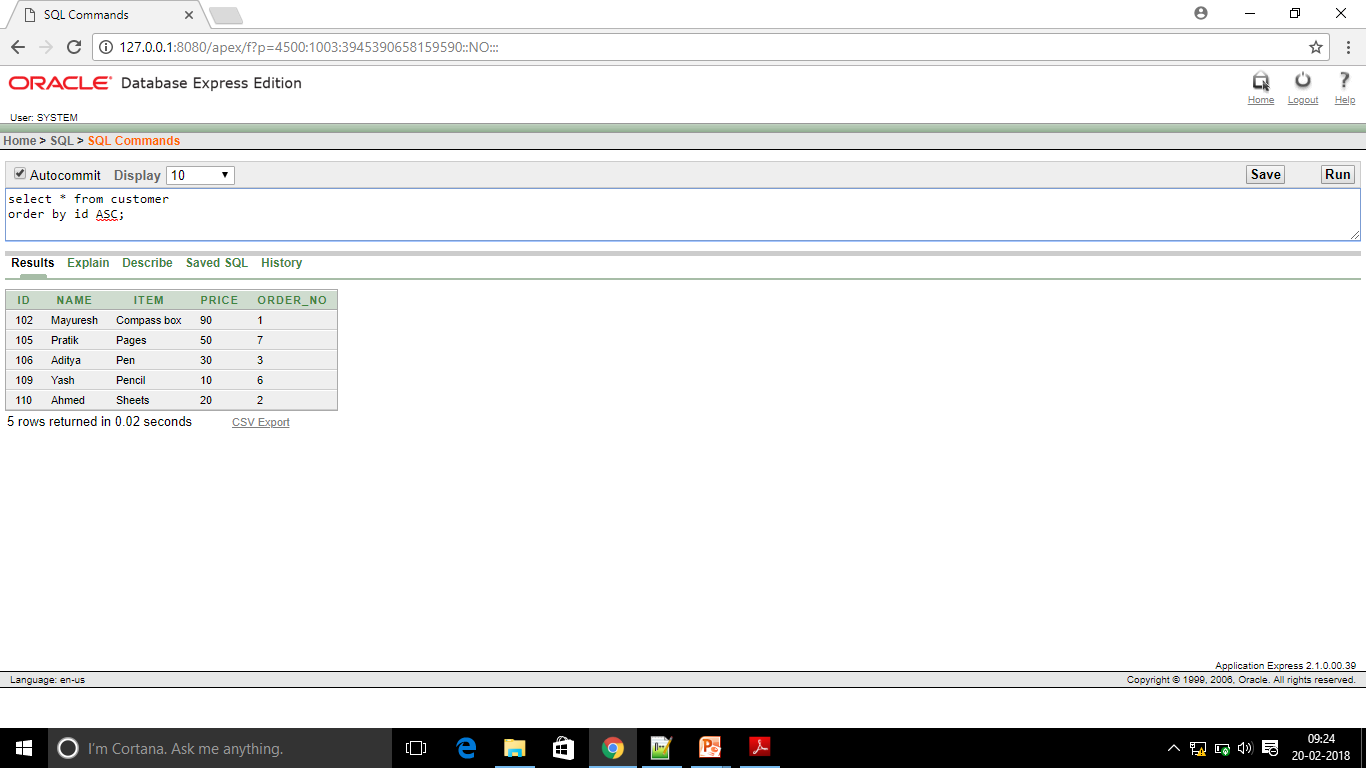 SQL Commands
127.0.0.1:8080/apex/f?p=4500:1003:3945390658159590::NO:::
ORACLE Database Express Edition
Home Logout Help
User: SYSTEM
Home > SQL > SQL Commands
Autocommit Display 10 Save Run
select * from customer
order by id ASC;
Results Explain Describe Saved SQL History
ID NAME ITEM PRICE ORDER_NO
102 Mayuresh Compass box 90 1
105 Pratik Pages 50 7
106 Aditya Pen 30 3
109 Yash Pencil 10 6
110 Ahmed Sheets 20 2
5 rows returned in 0.02 seconds CSV Export
Application Express 2.1.0.00.39
Language: en-us Copyright © 1999, 2006, Oracle. All rights reserved.
I'm Cortana. Ask me anything.
09:24
20-02-2018